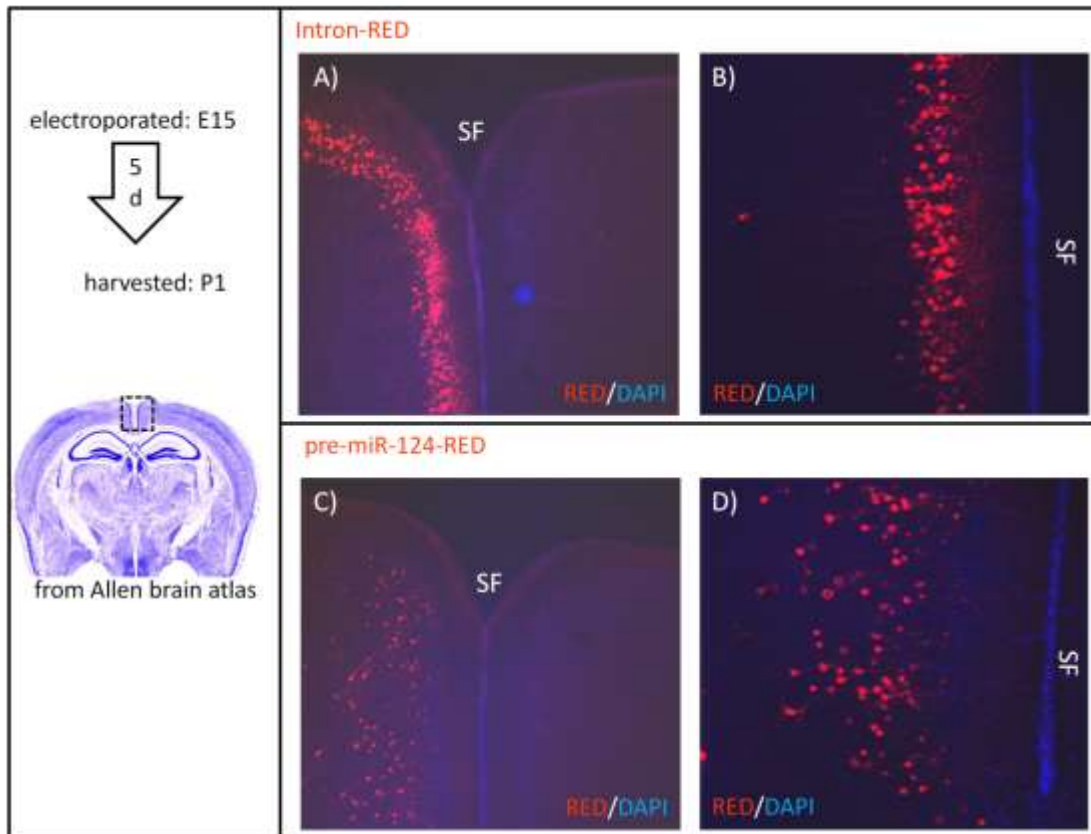 electroporated: E15
5
d
harvested: P1
from Allen brain atlas
Intron-RED
A)
SF
RED/DAPI
B)
SF
RED/DAPI
pre-miR-124-RED
C)
SF
RED/DAPI
D)
SF
RED/DAPI